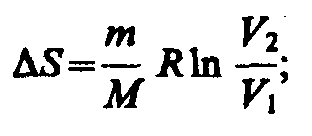 ΔS = m/M R ln V₂/V₁;